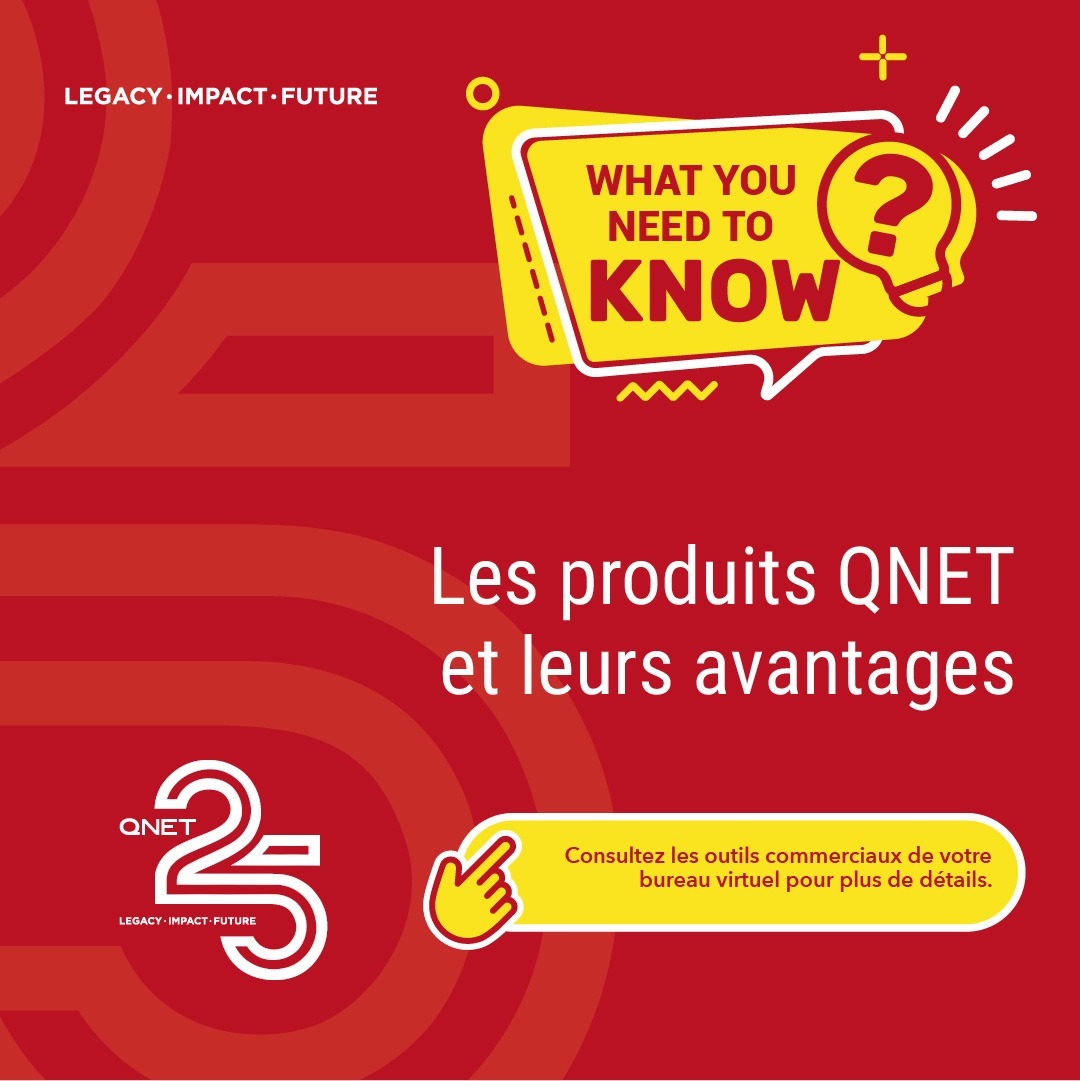 LEGACY · IMPACT · FUTURE
WHAT YOU
NEED TO
KNOW
?
Les produits QNET
et leurs avantages
QNET
25
LEGACY · IMPACT · FUTURE
Consultez les outils commerciaux de votre
bureau virtuel pour plus de détails.